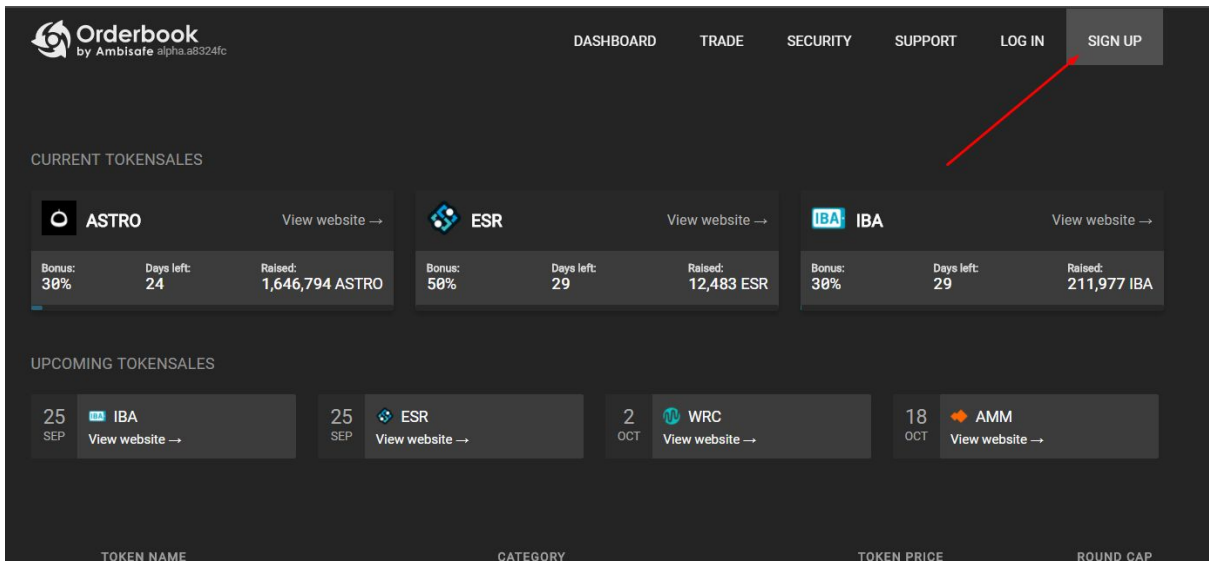 Orderbook
by Ambisafe alpha.a8324fc
DASHBOARD TRADE SECURITY SUPPORT LOG IN SIGN UP
CURRENT TOKENSALES
ASTRO View website → ESR View website → IBA IBA View website →
Bonus: Days left: Raised: Bonus: Days left: Raised: Bonus: Days left: Raised:
30% 24 1,646,794 ASTRO 50% 29 12,483 ESR 30% 29 211,977 IBA
UPCOMING TOKENSALES
25 IBA IBA 25 ESR 2 WRC 18 AMM
SEP View website → SEP View website → OCT View website → OCT View website →
TOKEN NAME CATEGORY TOKEN PRICE ROUND CAP